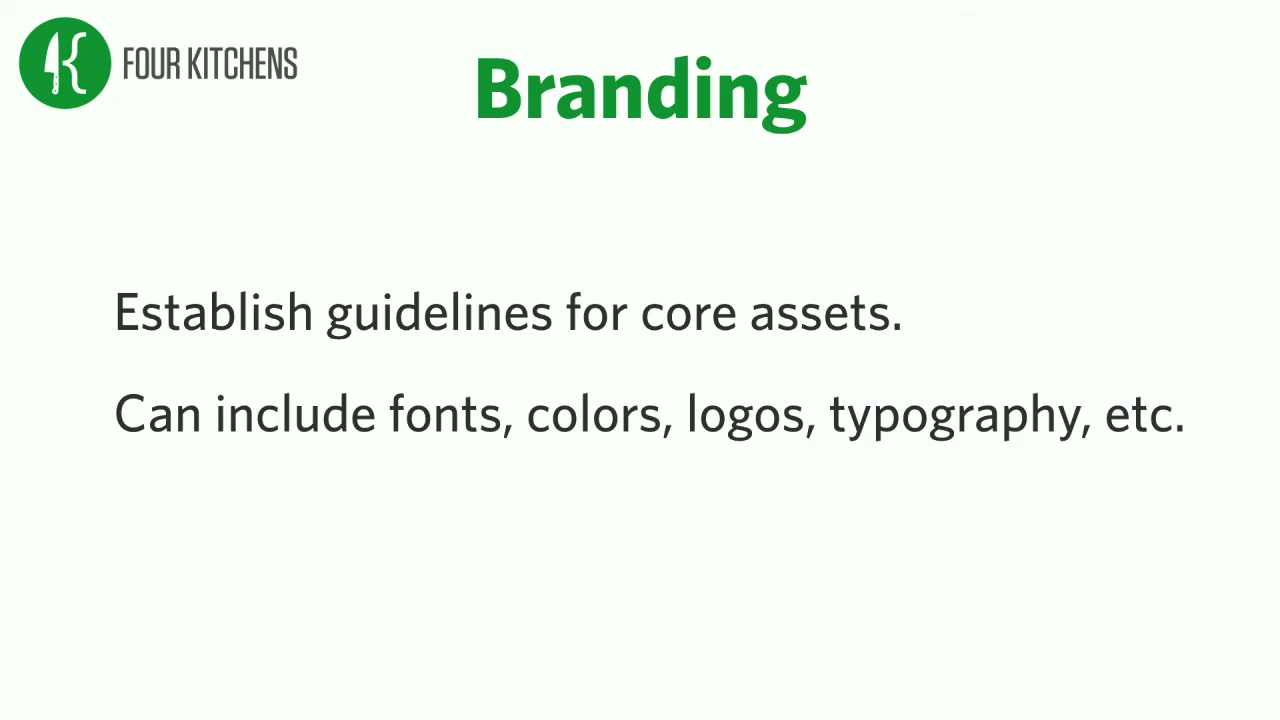 FOUR KITCHENS
Branding
Establish guidelines for core assets.
Can include fonts, colors, logos, typography, etc.